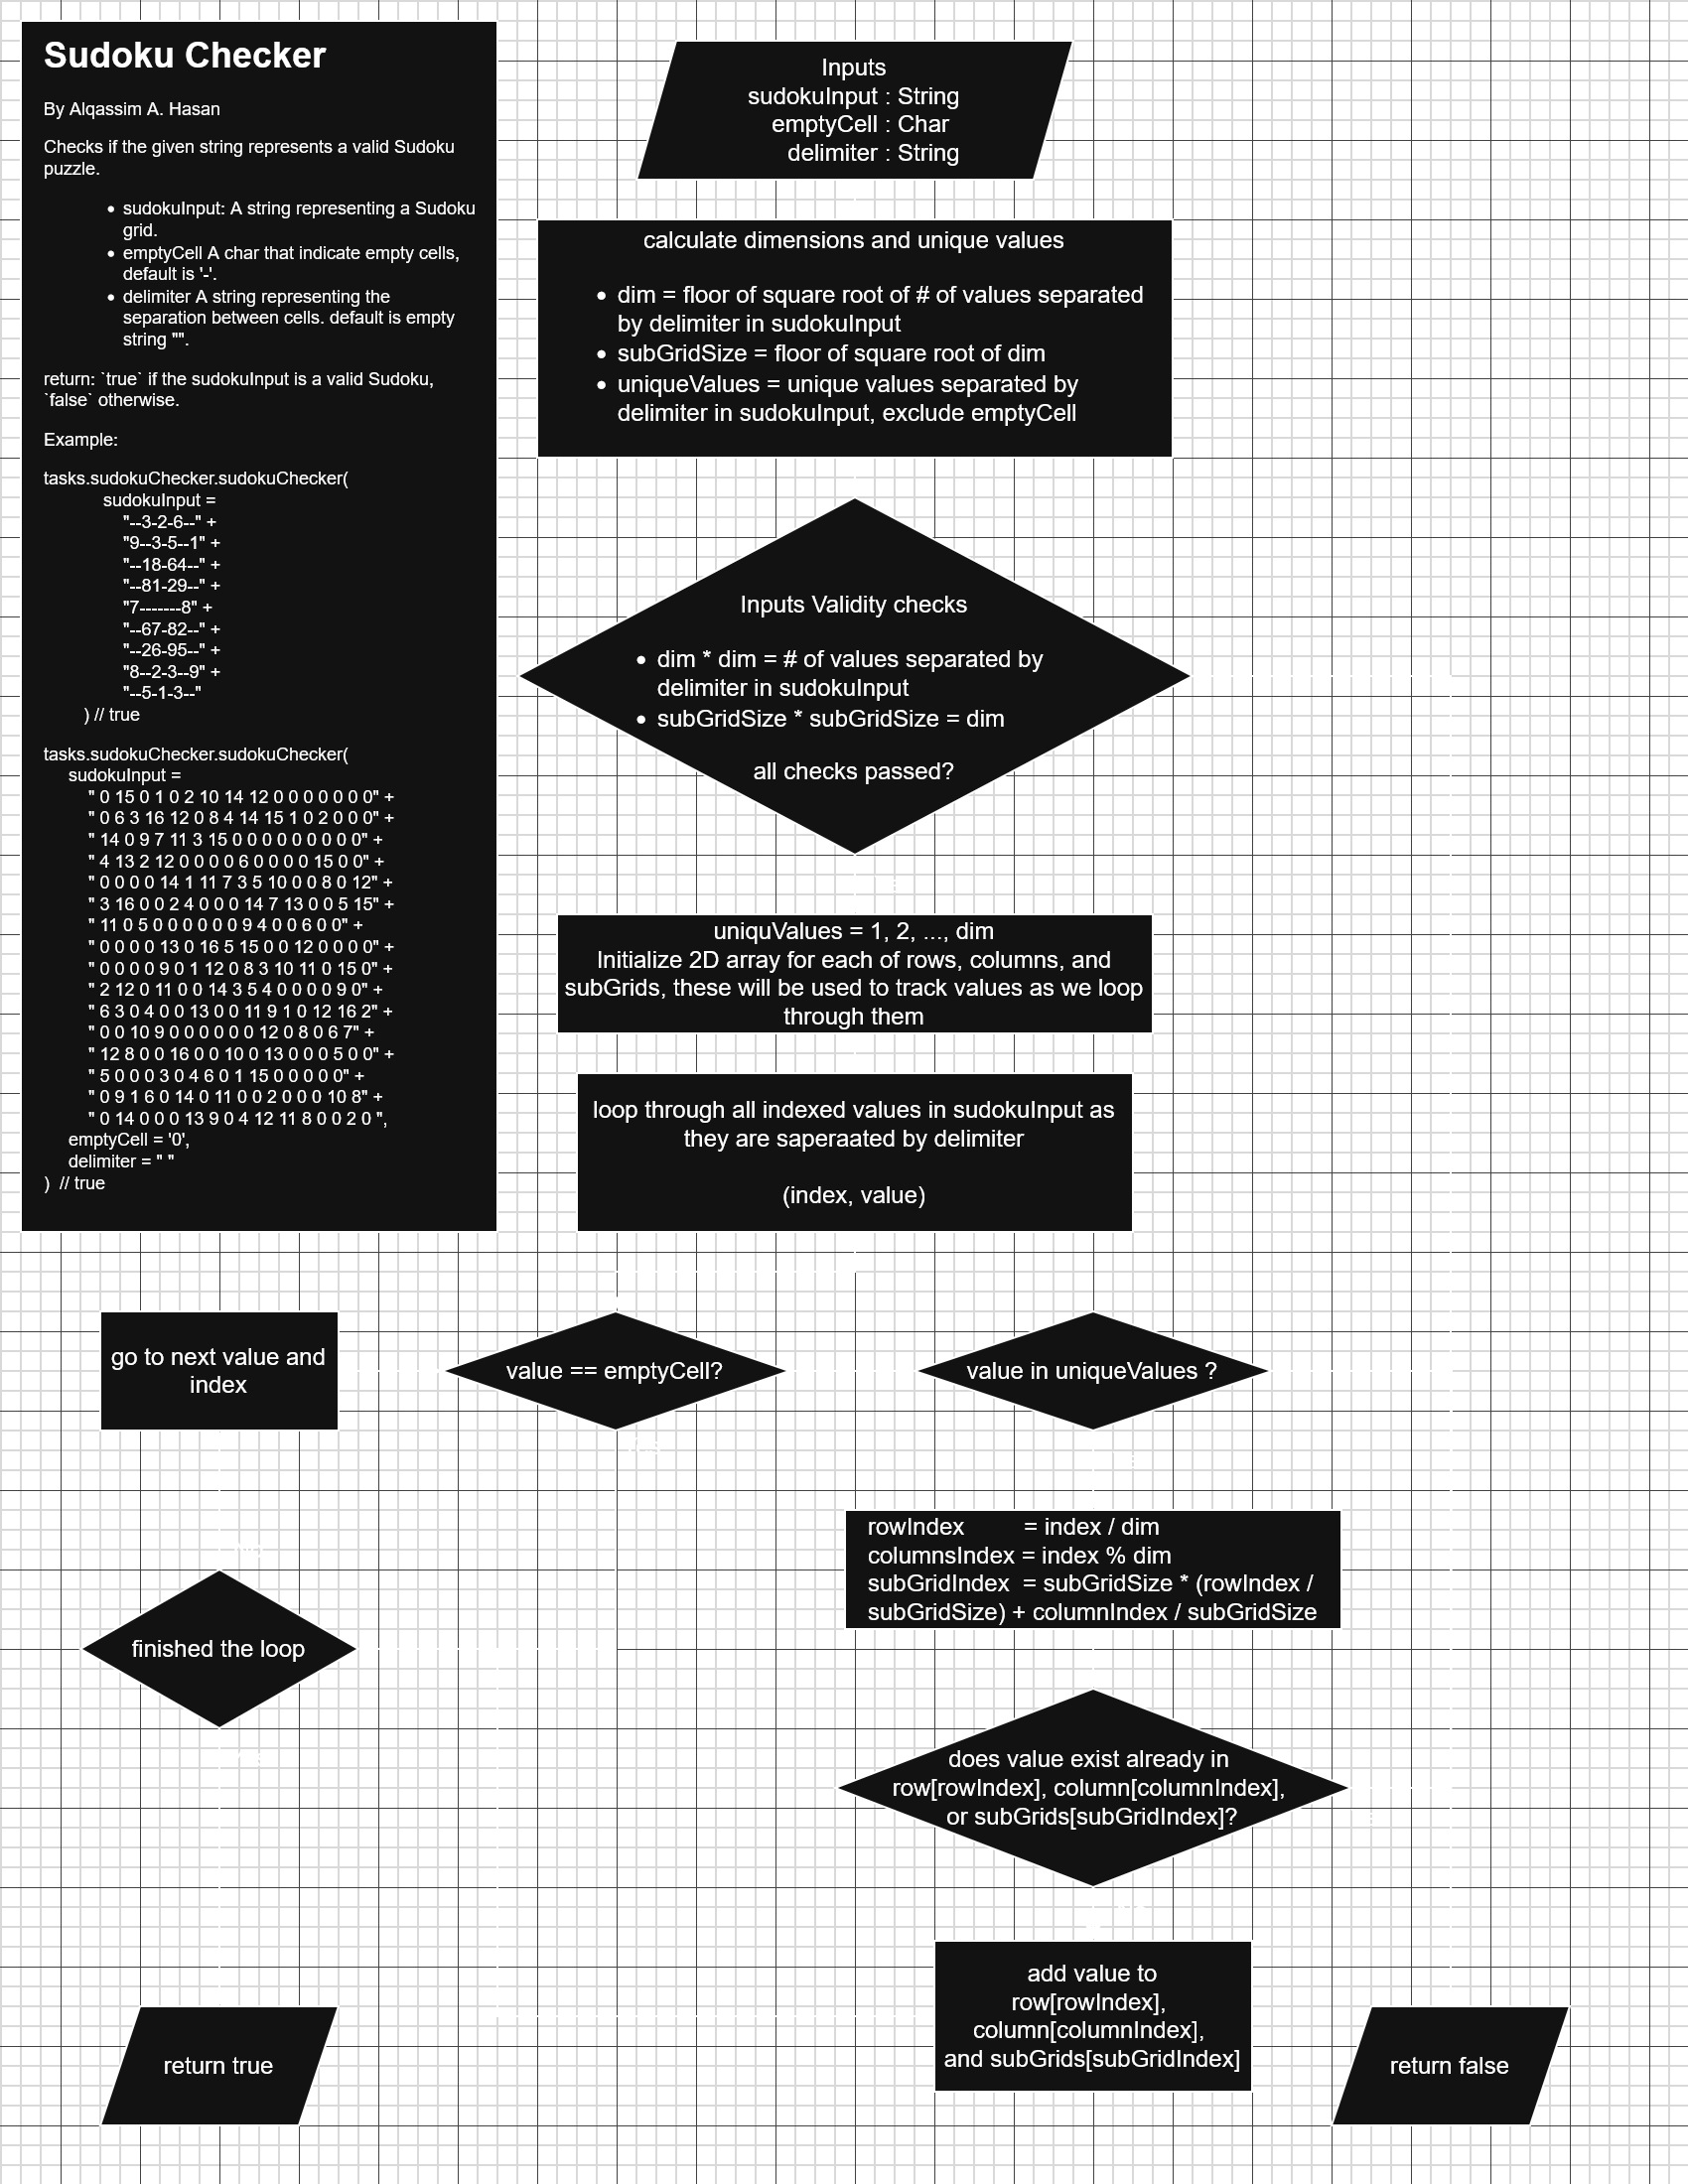 Sudoku Checker
By Alqassim A. Hasan
Checks if the given string represents a valid Sudoku
puzzle.
• sudokuInput: A string representing a Sudoku
grid.
• emptyCell A char that indicate empty cells,
default is '-'.
• delimiter A string representing the
separation between cells. default is empty
string "".
return: `true` if the sudokuInput is a valid Sudoku,
`false` otherwise.
Example:
tasks.sudokuChecker.sudokuChecker(
sudokuInput =
"--3-2-6--" +
"9--3-5--1" +
"--18-64--" +
"--81-29--" +
"7-------8" +
"--67-82--" +
"--26-95--" +
"8--2-3--9" +
"--5-1-3--"
) // true
tasks.sudokuChecker.sudokuChecker(
sudokuInput =
" 0 15 0 1 0 2 10 14 12 0 0 0 0 0 0 0" +
" 0 6 3 16 12 0 8 4 14 15 1 0 2 0 0 0" +
" 14 0 9 7 11 3 15 0 0 0 0 0 0 0 0 0" +
" 4 13 2 12 0 0 0 0 6 0 0 0 0 15 0 0" +
" 0 0 0 0 14 1 11 7 3 5 10 0 0 8 0 12" +
" 3 16 0 0 2 4 0 0 0 14 7 13 0 0 5 15" +
" 11 0 5 0 0 0 0 0 0 9 4 0 0 6 0 0" +
" 0 0 0 0 13 0 16 5 15 0 0 12 0 0 0 0" +
" 0 0 0 0 9 0 1 12 0 8 3 10 11 0 15 0" +
" 2 12 0 11 0 0 14 3 5 4 0 0 0 0 9 0" +
" 6 3 0 4 0 0 13 0 0 11 9 1 0 12 16 2" +
" 0 0 10 9 0 0 0 0 0 0 12 0 8 0 6 7" +
" 12 8 0 0 16 0 0 10 0 13 0 0 0 5 0 0" +
" 5 0 0 0 3 0 4 6 0 1 15 0 0 0 0 0" +
" 0 9 1 6 0 14 0 11 0 0 2 0 0 0 10 8" +
" 0 14 0 0 0 13 9 0 4 12 11 8 0 0 2 0 ",
emptyCell = '0',
delimiter = " "
) // true
Inputs
sudokuInput : String
emptyCell : Char
delimiter : String
calculate dimensions and unique values
• dim = floor of square root of # of values separated
by delimiter in sudokuInput
• subGridSize = floor of square root of dim
• uniqueValues = unique values separated by
delimiter in sudokuInput, exclude emptyCell
Inputs Validity checks
• dim * dim = # of values separated by
delimiter in sudokuInput
• subGridSize * subGridSize = dim
all checks passed?
uniquValues = 1, 2, ..., dim
Initialize 2D array for each of rows, columns, and
subGrids, these will be used to track values as we loop
through them
loop through all indexed values in sudokuInput as
they are saperaated by delimiter
(index, value)
go to next value and
index
value == emptyCell?
value in uniqueValues ?
rowIndex = index / dim
columnsIndex = index % dim
subGridIndex = subGridSize * (rowIndex /
subGridSize) + columnIndex / subGridSize
finished the loop
does value exist already in
row[rowIndex], column[columnIndex],
or subGrids[subGridIndex]?
add value to
row[rowIndex],
column[columnIndex],
and subGrids[subGridIndex]
return true
return false